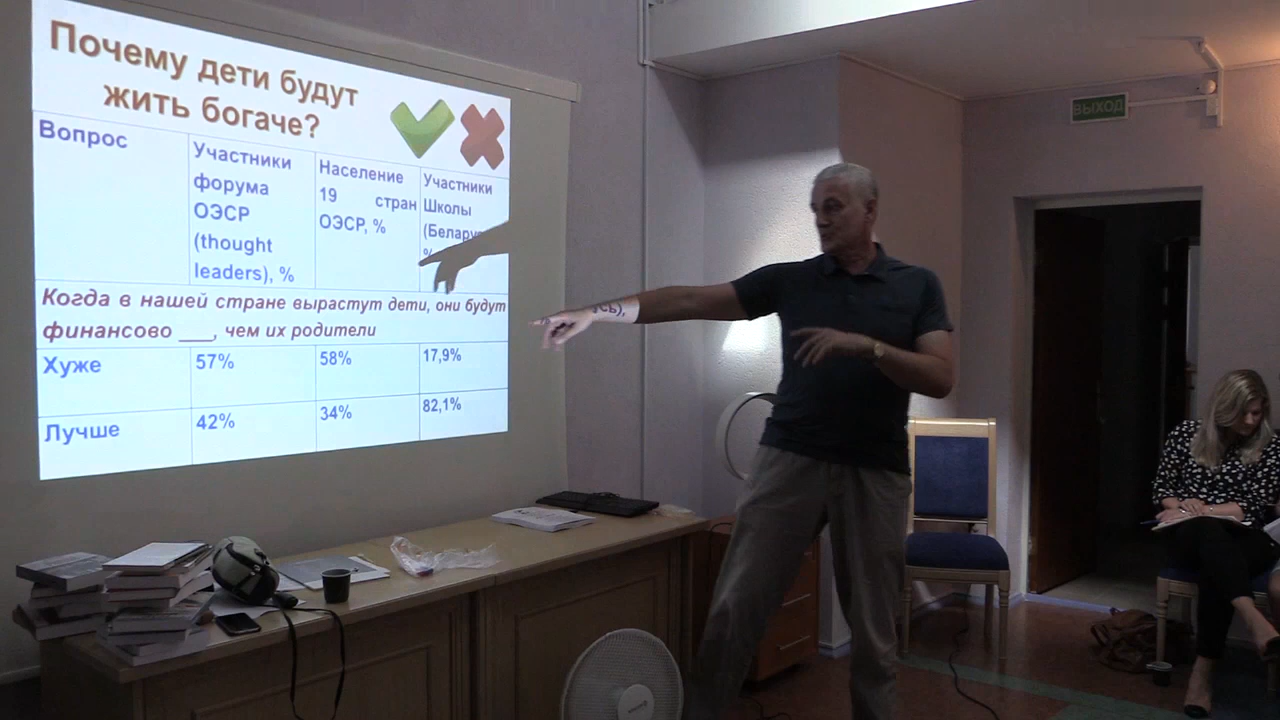 Почему дети будут
жить богаче?
Вопрос
Участники
форума
ОЭСР
(thought
leaders), %
Население
19 стран
ОЭСР, %
Участники
Школы
%
Когда в нашей стране вырастут дети, они будут
финансово ___, чем их родители
Хуже 57% 58% 17,9%
Лучше 42% 34% 82,1%
ВЫХОД